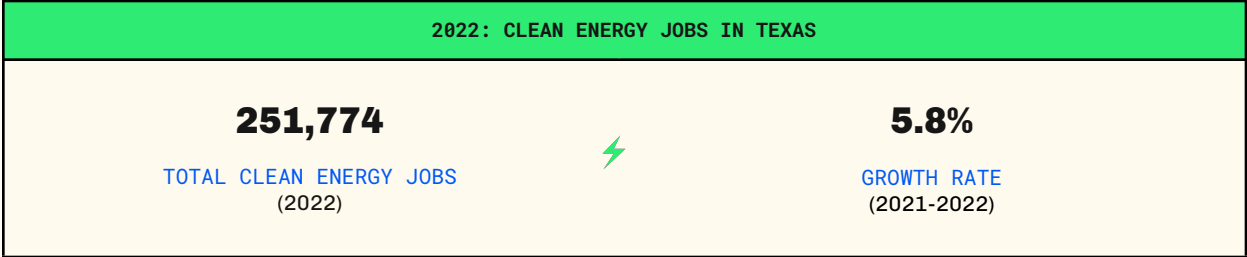 2022: CLEAN ENERGY JOBS IN TEXAS
251,774
TOTAL CLEAN ENERGY JOBS
(2022)
5.8%
GROWTH RATE
(2021-2022)